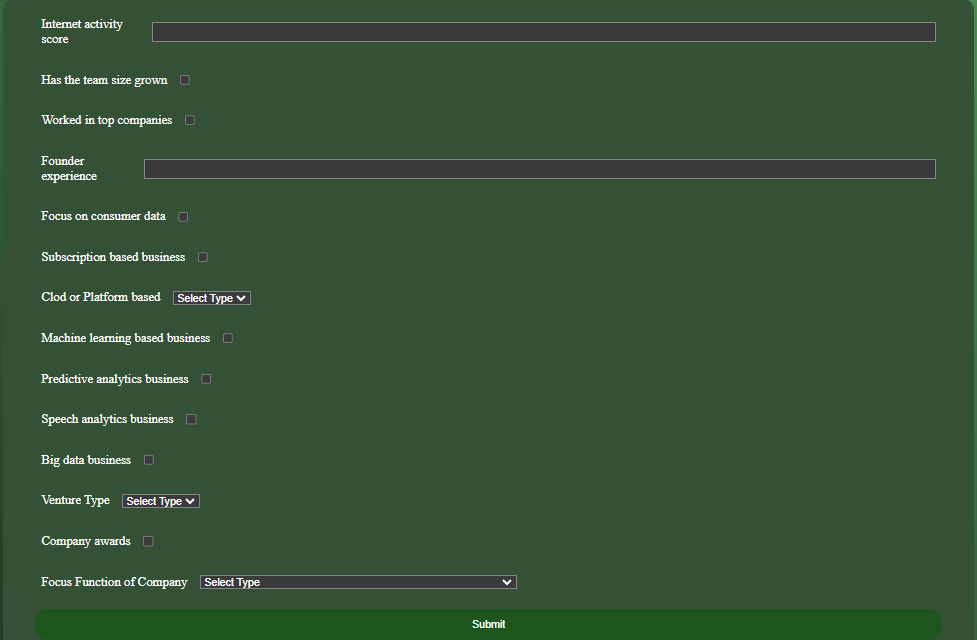 Internet activity
score
Has the team size grown
Worked in top companies
Founder
experience
Focus on consumer data
Subscription based business
Clod or Platform based Select Type
Machine learning based business
Predictive analytics business
Speech analytics business
Big data business
Venture Type Select Type
Company awards
Focus Function of Company Select Type
Submit